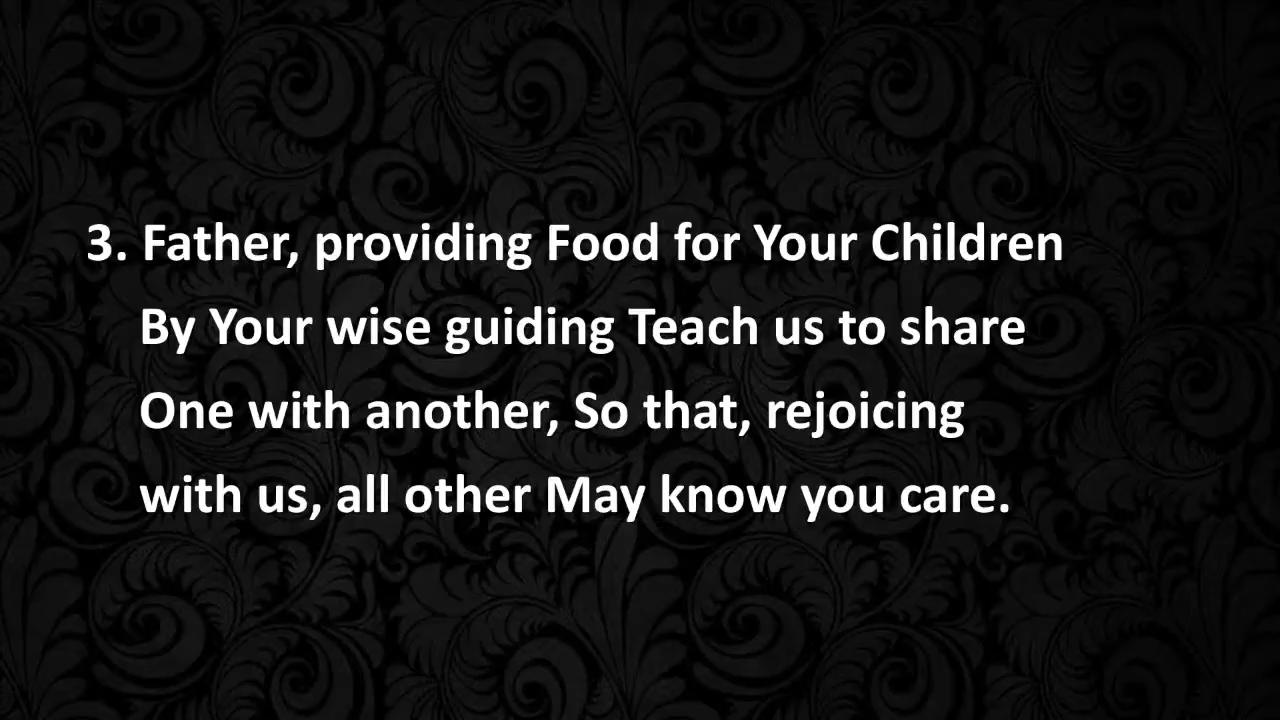 3. Father, providing Food for Your Children
By Your wise guiding Teach us to share
One with another, So that, rejoicing
with us, all other May know you care.